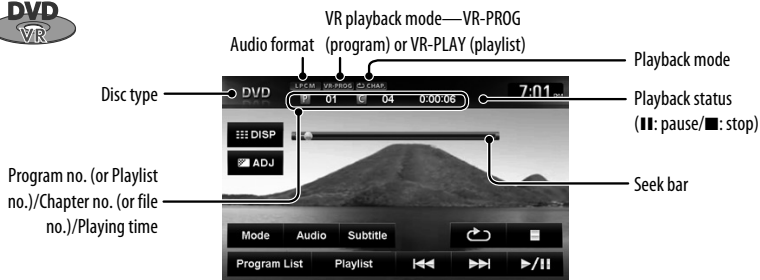 DVD
VR
VR playback mode—VR-PROG
Audio format
(program) or VR-PLAY (playlist)
Playback mode
Disc type
Playback status
(⏸: pause/■: stop)
Program no. (or Playlist
no.)/Chapter no. (or file
no.)/Playing time
Seek bar
LPCM VR-PROG CHAP.
DVD P 01 C 04 0:00:06 7:01
DISP
ADJ
Mode Audio Subtitle
Program List Playlist